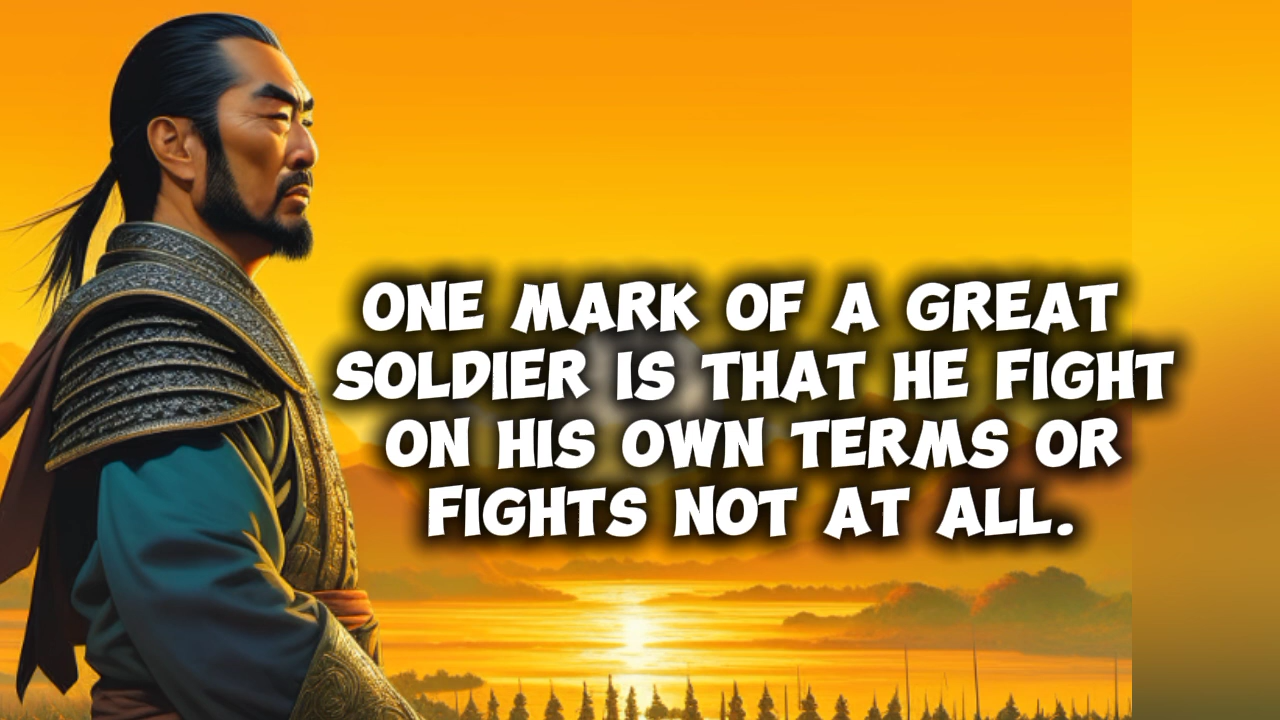 ONE MARK OF A GREAT
SOLDIER IS THAT HE FIGHT
ON HIS OWN TERMS OR
FIGHTS NOT AT ALL.